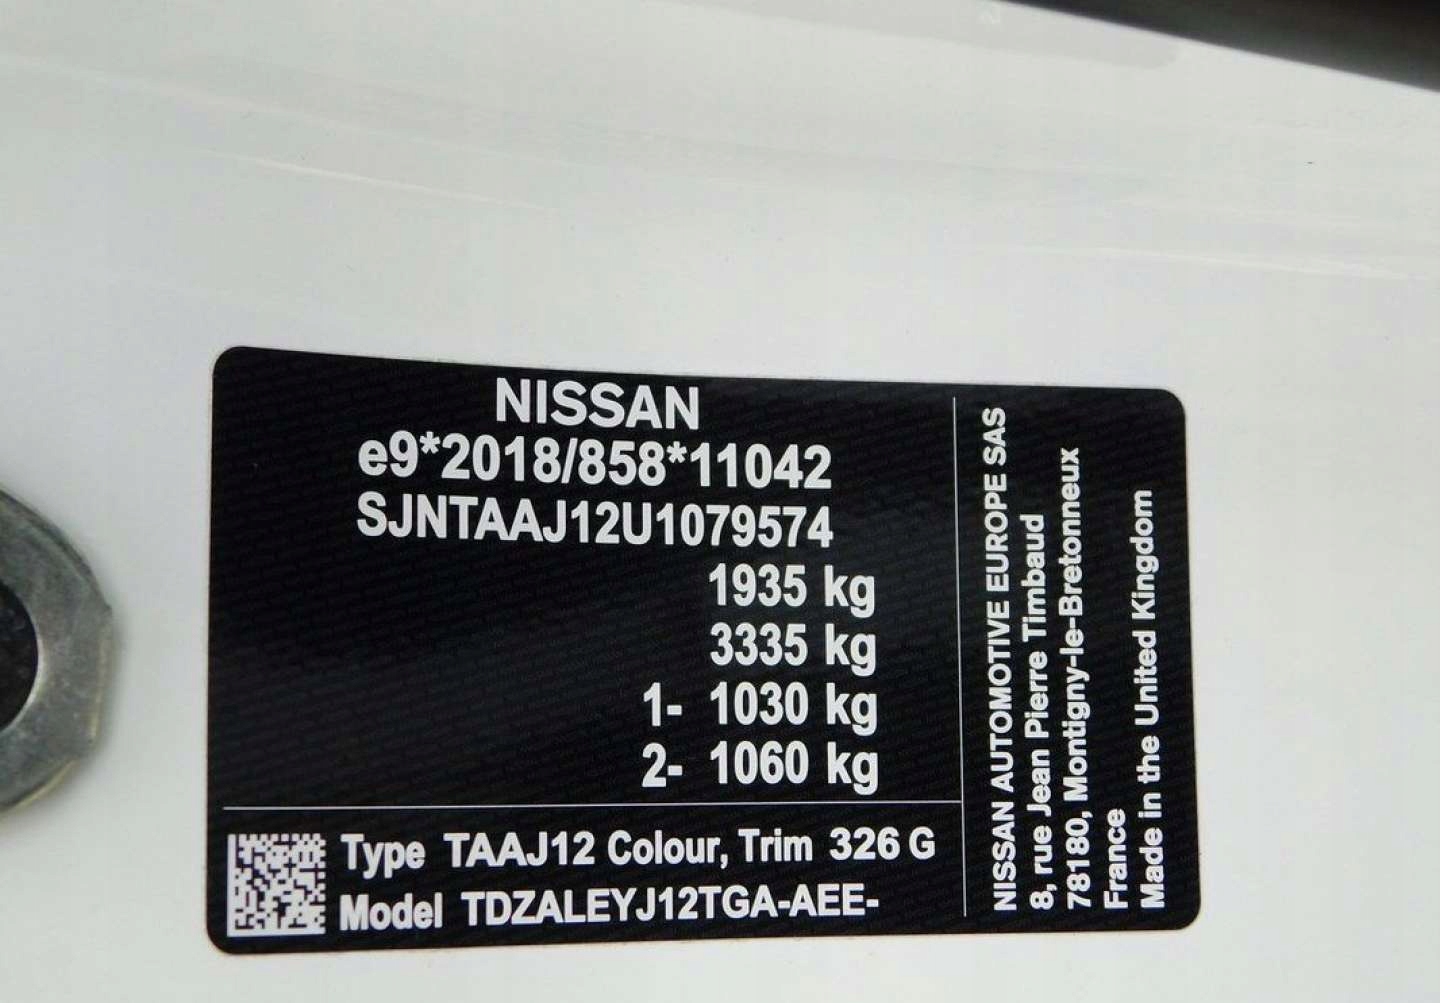 NISSAN
e9*2018/858*11042
SJNTAAJ12U1079574
1935 kg
3335 kg
1- 1030 kg
2- 1060 kg
Type TAAJ12 Colour, Trim 326 G
Model TDZALEYJ12TGA-AEE-
NISSAN AUTOMOTIVE EUROPE SAS
8, rue Jean Pierre Timbaud
78180, Montigny-le-Bretonneux
France
Made in the United Kingdom